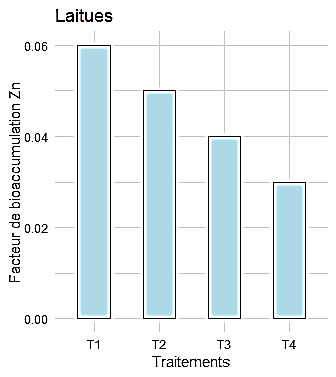 Laitues
Facteur de bioaccumulation Zn
0.06
0.04
0.02
0.00
T1 T2 T3 T4
Traitements